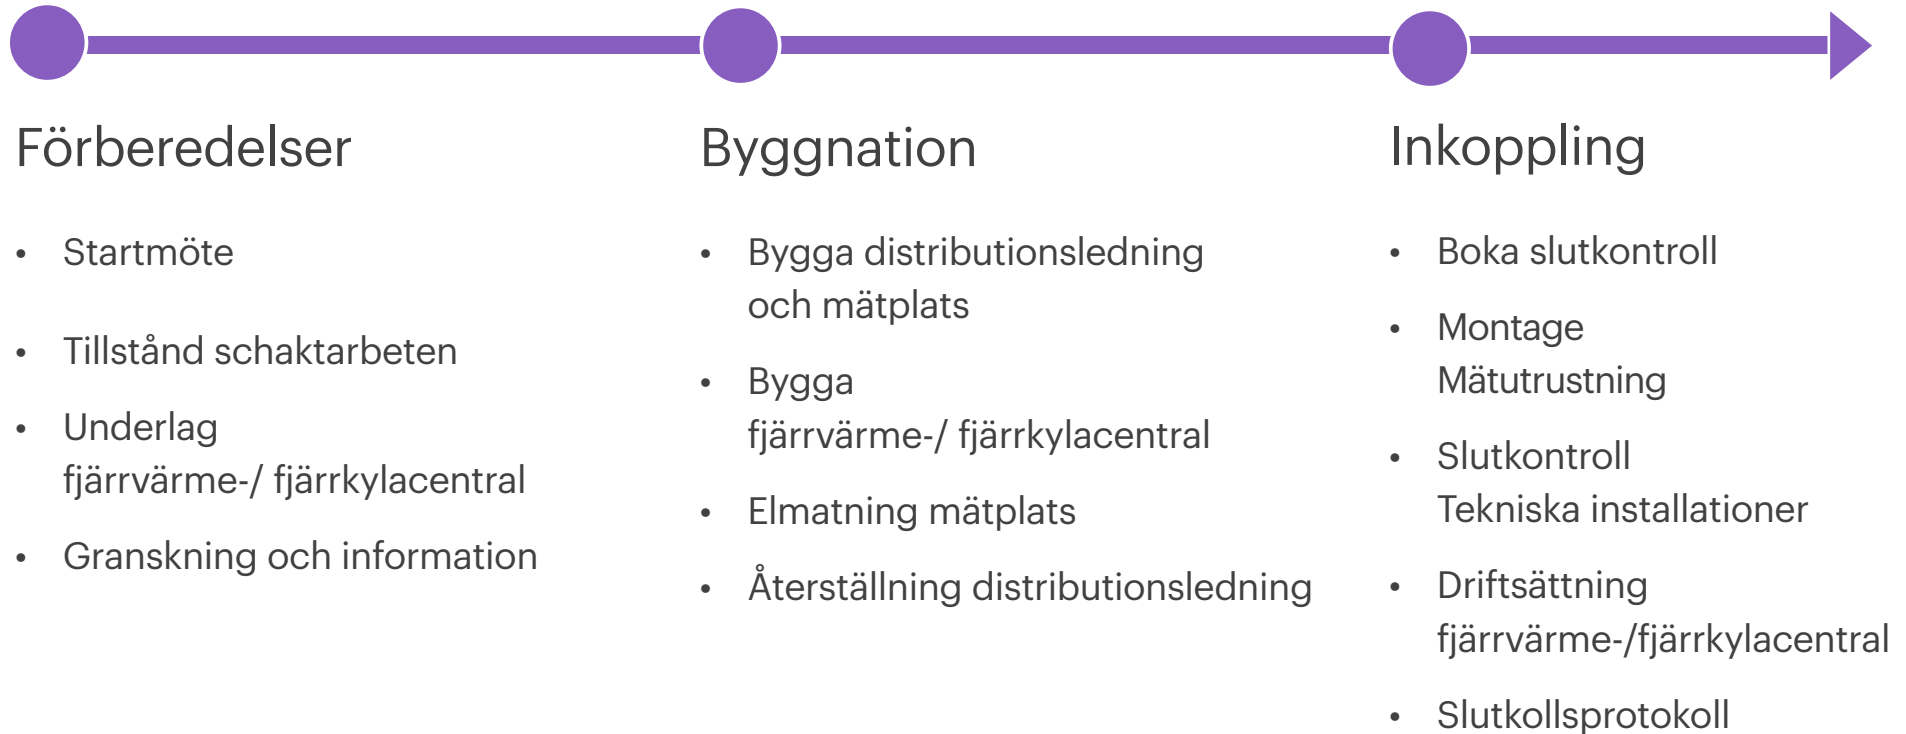 Förberedelser
• Startmöte
• Tillstånd schaktarbeten
• Underlag
fjärrvärme-/ fjärrkylacentral
• Granskning och information
Byggnation
• Bygga distributionsledning
och mätplats
• Bygga
fjärrvärme-/ fjärrkylacentral
• Elmatning mätplats
• Återställning distributionsledning
Inkoppling
• Boka slutkontroll
• Montage
Mätutrustning
• Slutkontroll
Tekniska installationer
• Driftsättning
fjärrvärme-/fjärrkylacentral
• Slutkollsprotokoll